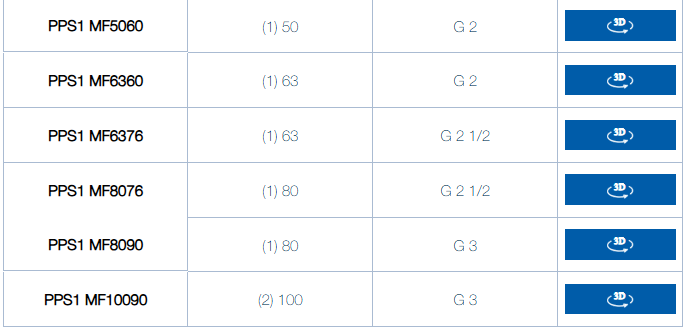 PPS1 MF5060 (1) 50 G 2 3D
PPS1 MF6360 (1) 63 G 2 3D
PPS1 MF6376 (1) 63 G 2 1/2 3D
PPS1 MF8076 (1) 80 G 2 1/2 3D
PPS1 MF8090 (1) 80 G 3 3D
PPS1 MF10090 (2) 100 G 3 3D